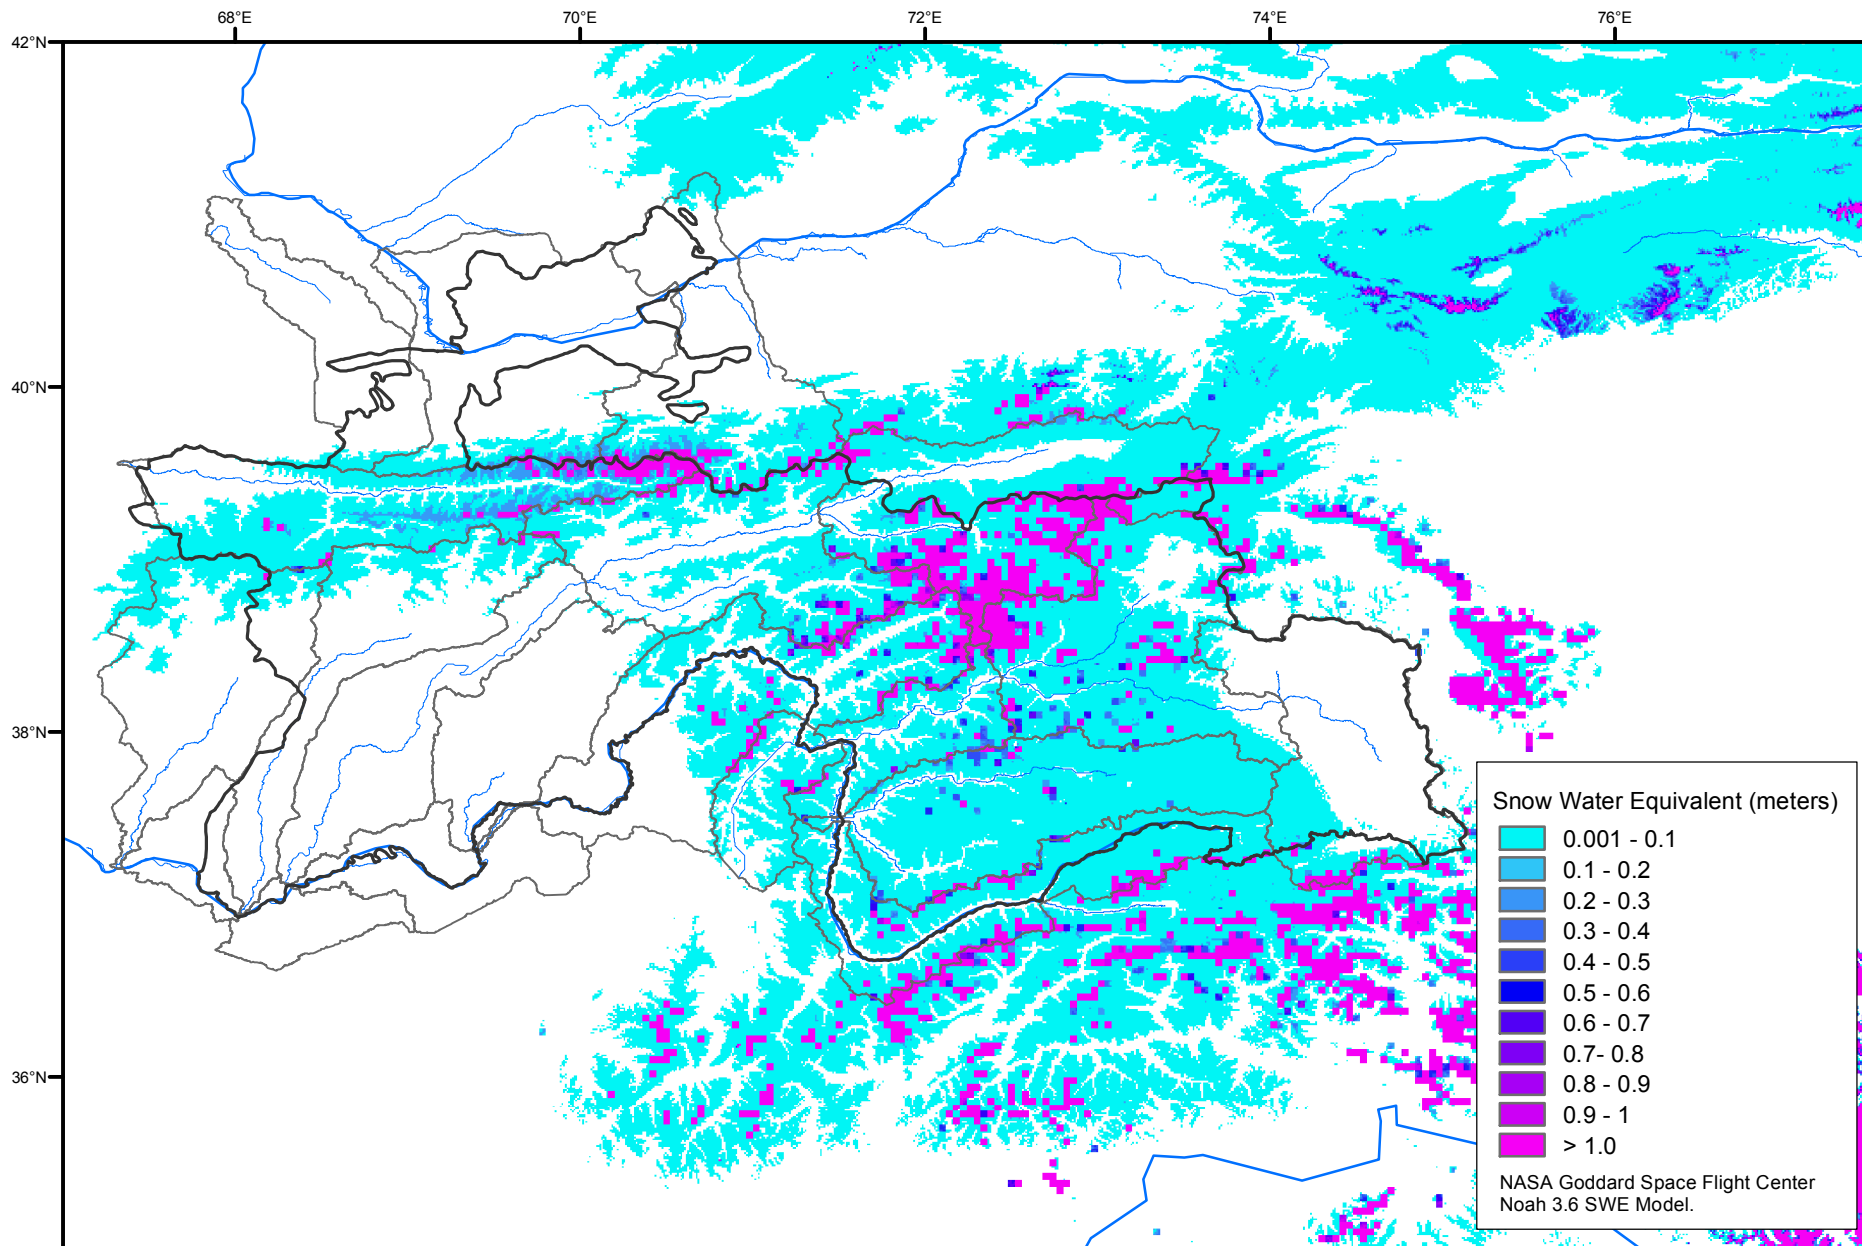 68°E
70°E
72°E
74°E
76°E
42°N
40°N
38°N
36°N
Snow Water Equivalent (meters)
0.001 - 0.1
0.1 - 0.2
0.2 - 0.3
0.3 - 0.4
0.4 - 0.5
0.5 - 0.6
0.6 - 0.7
0.7- 0.8
0.8 - 0.9
0.9 - 1
> 1.0
NASA Goddard Space Flight Center
Noah 3.6 SWE Model.